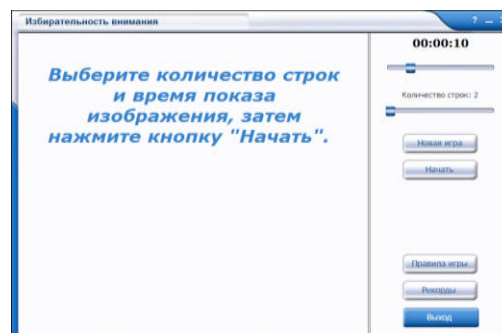 Избирательность внимания
? –
00:00:10
Выберите количество строк
и время показа
изображения, затем
нажмите кнопку "Начать".
Количество строк: 2
Новая игра
Начать
Правила игры
Рекорды
Выход